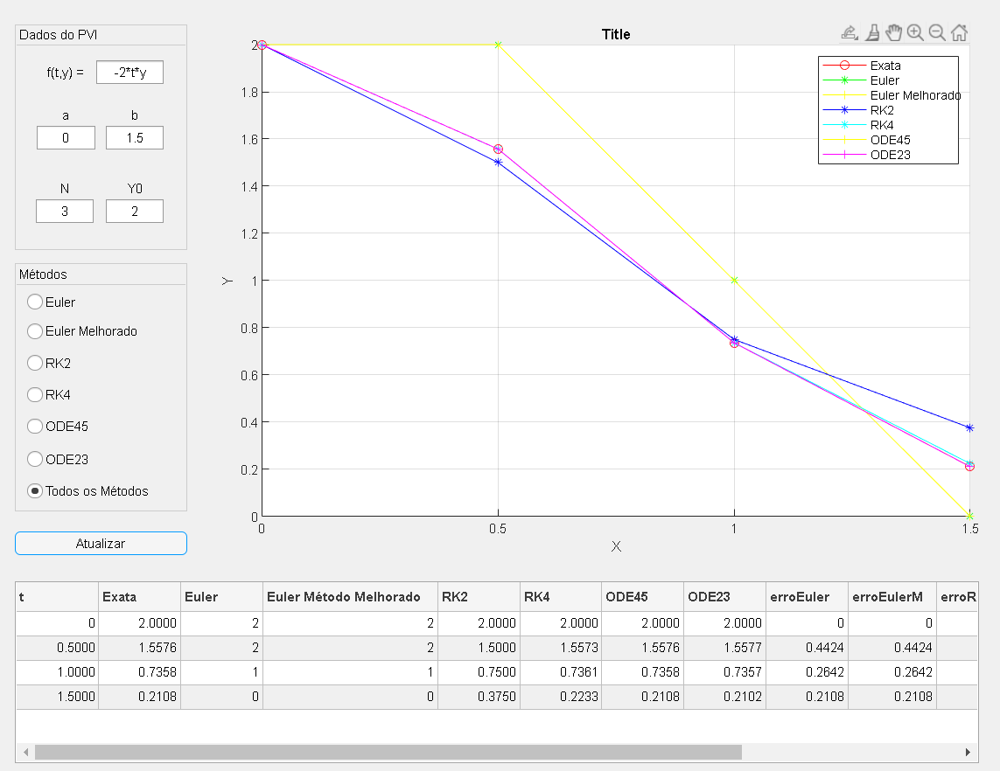 Dados do PVI
f(t,y) = -2*t*y
a b
0 1.5
N Y0
3 2
Métodos
Euler
Euler Melhorado
RK2
RK4
ODE45
ODE23
Todos os Métodos
Atualizar
Title
Exata
Euler
Euler Melhorado
RK2
RK4
ODE45
ODE23
Y
2
1.8
1.6
1.4
1.2
1
0.8
0.6
0.4
0.2
0
0 0.5 1 1.5
X
t Exata Euler Euler Método Melhorado RK2 RK4 ODE45 ODE23 erroEuler erroEulerM erroR
0 2.0000 2 2 2.0000 2.0000 2.0000 2.0000 0 0
0.5000 1.5576 2 2 1.5000 1.5573 1.5576 1.5577 0.4424 0.4424
1.0000 0.7358 1 1 0.7500 0.7361 0.7358 0.7357 0.2642 0.2642
1.5000 0.2108 0 0 0.3750 0.2233 0.2108 0.2102 0.2108 0.2108